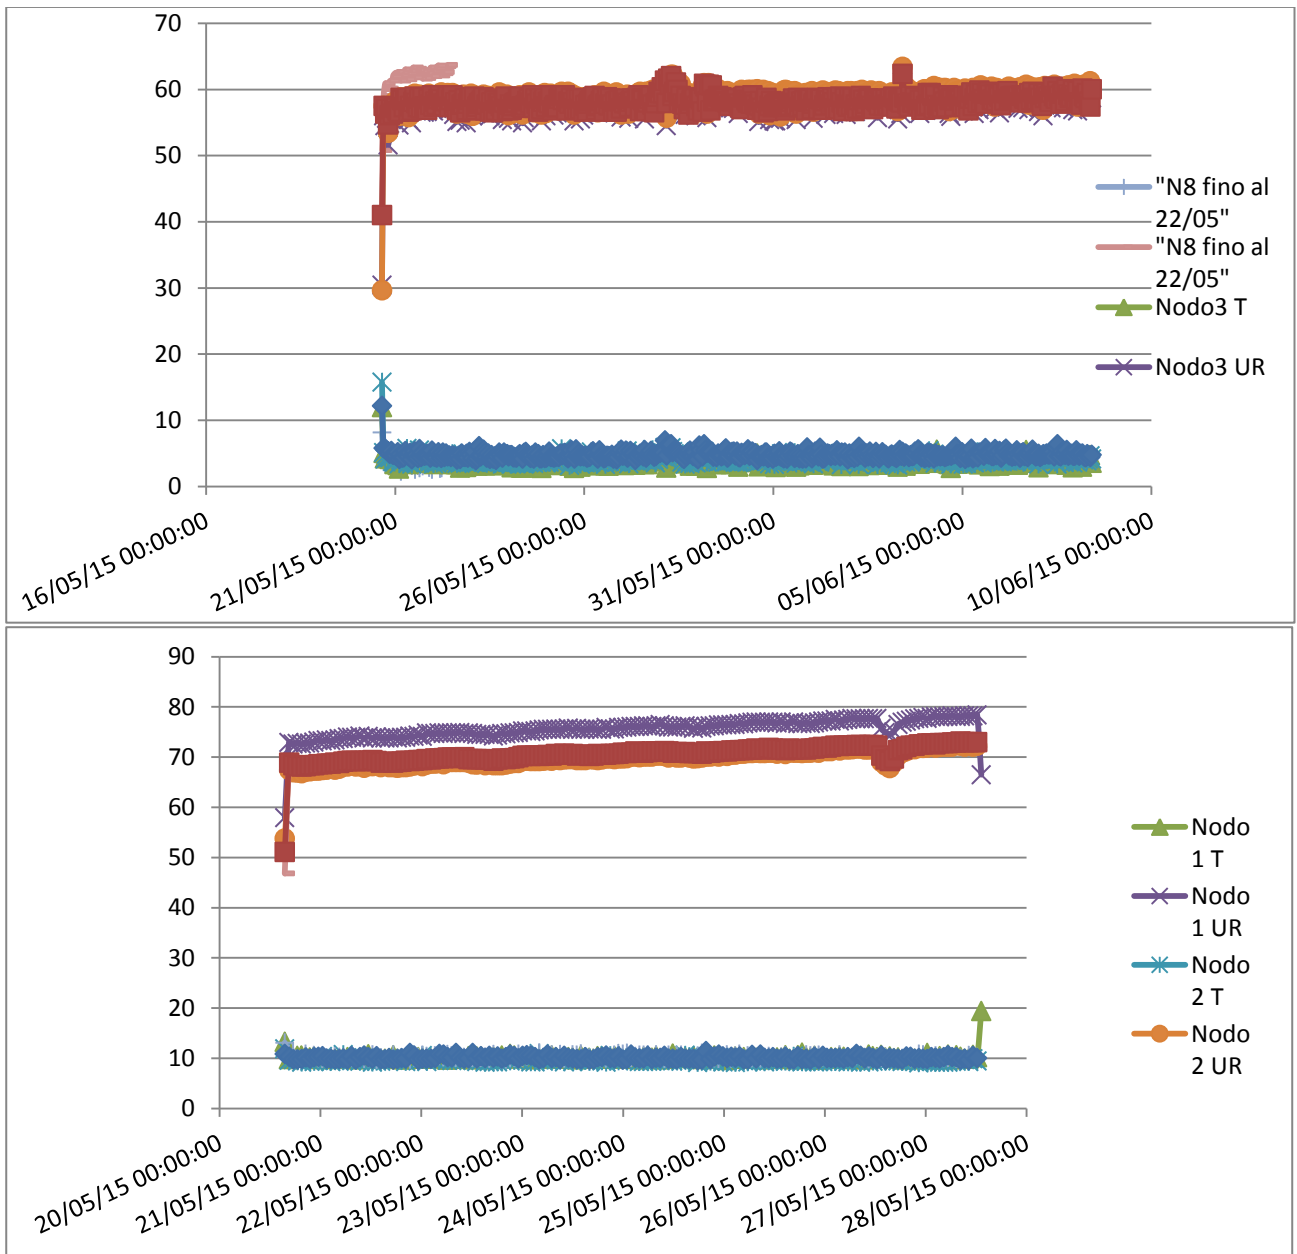 70
60
50
40
30
20
10
0
16/05/15 00:00:00
21/05/15 00:00:00
26/05/15 00:00:00
31/05/15 00:00:00
05/06/15 00:00:00
10/06/15 00:00:00
"N8 fino al
22/05"
"N8 fino al
22/05"
Nodo3 T
Nodo3 UR
90
80
70
60
50
40
30
20
10
0
20/05/15 00:00:00
21/05/15 00:00:00
22/05/15 00:00:00
23/05/15 00:00:00
24/05/15 00:00:00
25/05/15 00:00:00
26/05/15 00:00:00
27/05/15 00:00:00
28/05/15 00:00:00
Nodo
1 T
Nodo
1 UR
Nodo
2 T
Nodo
2 UR